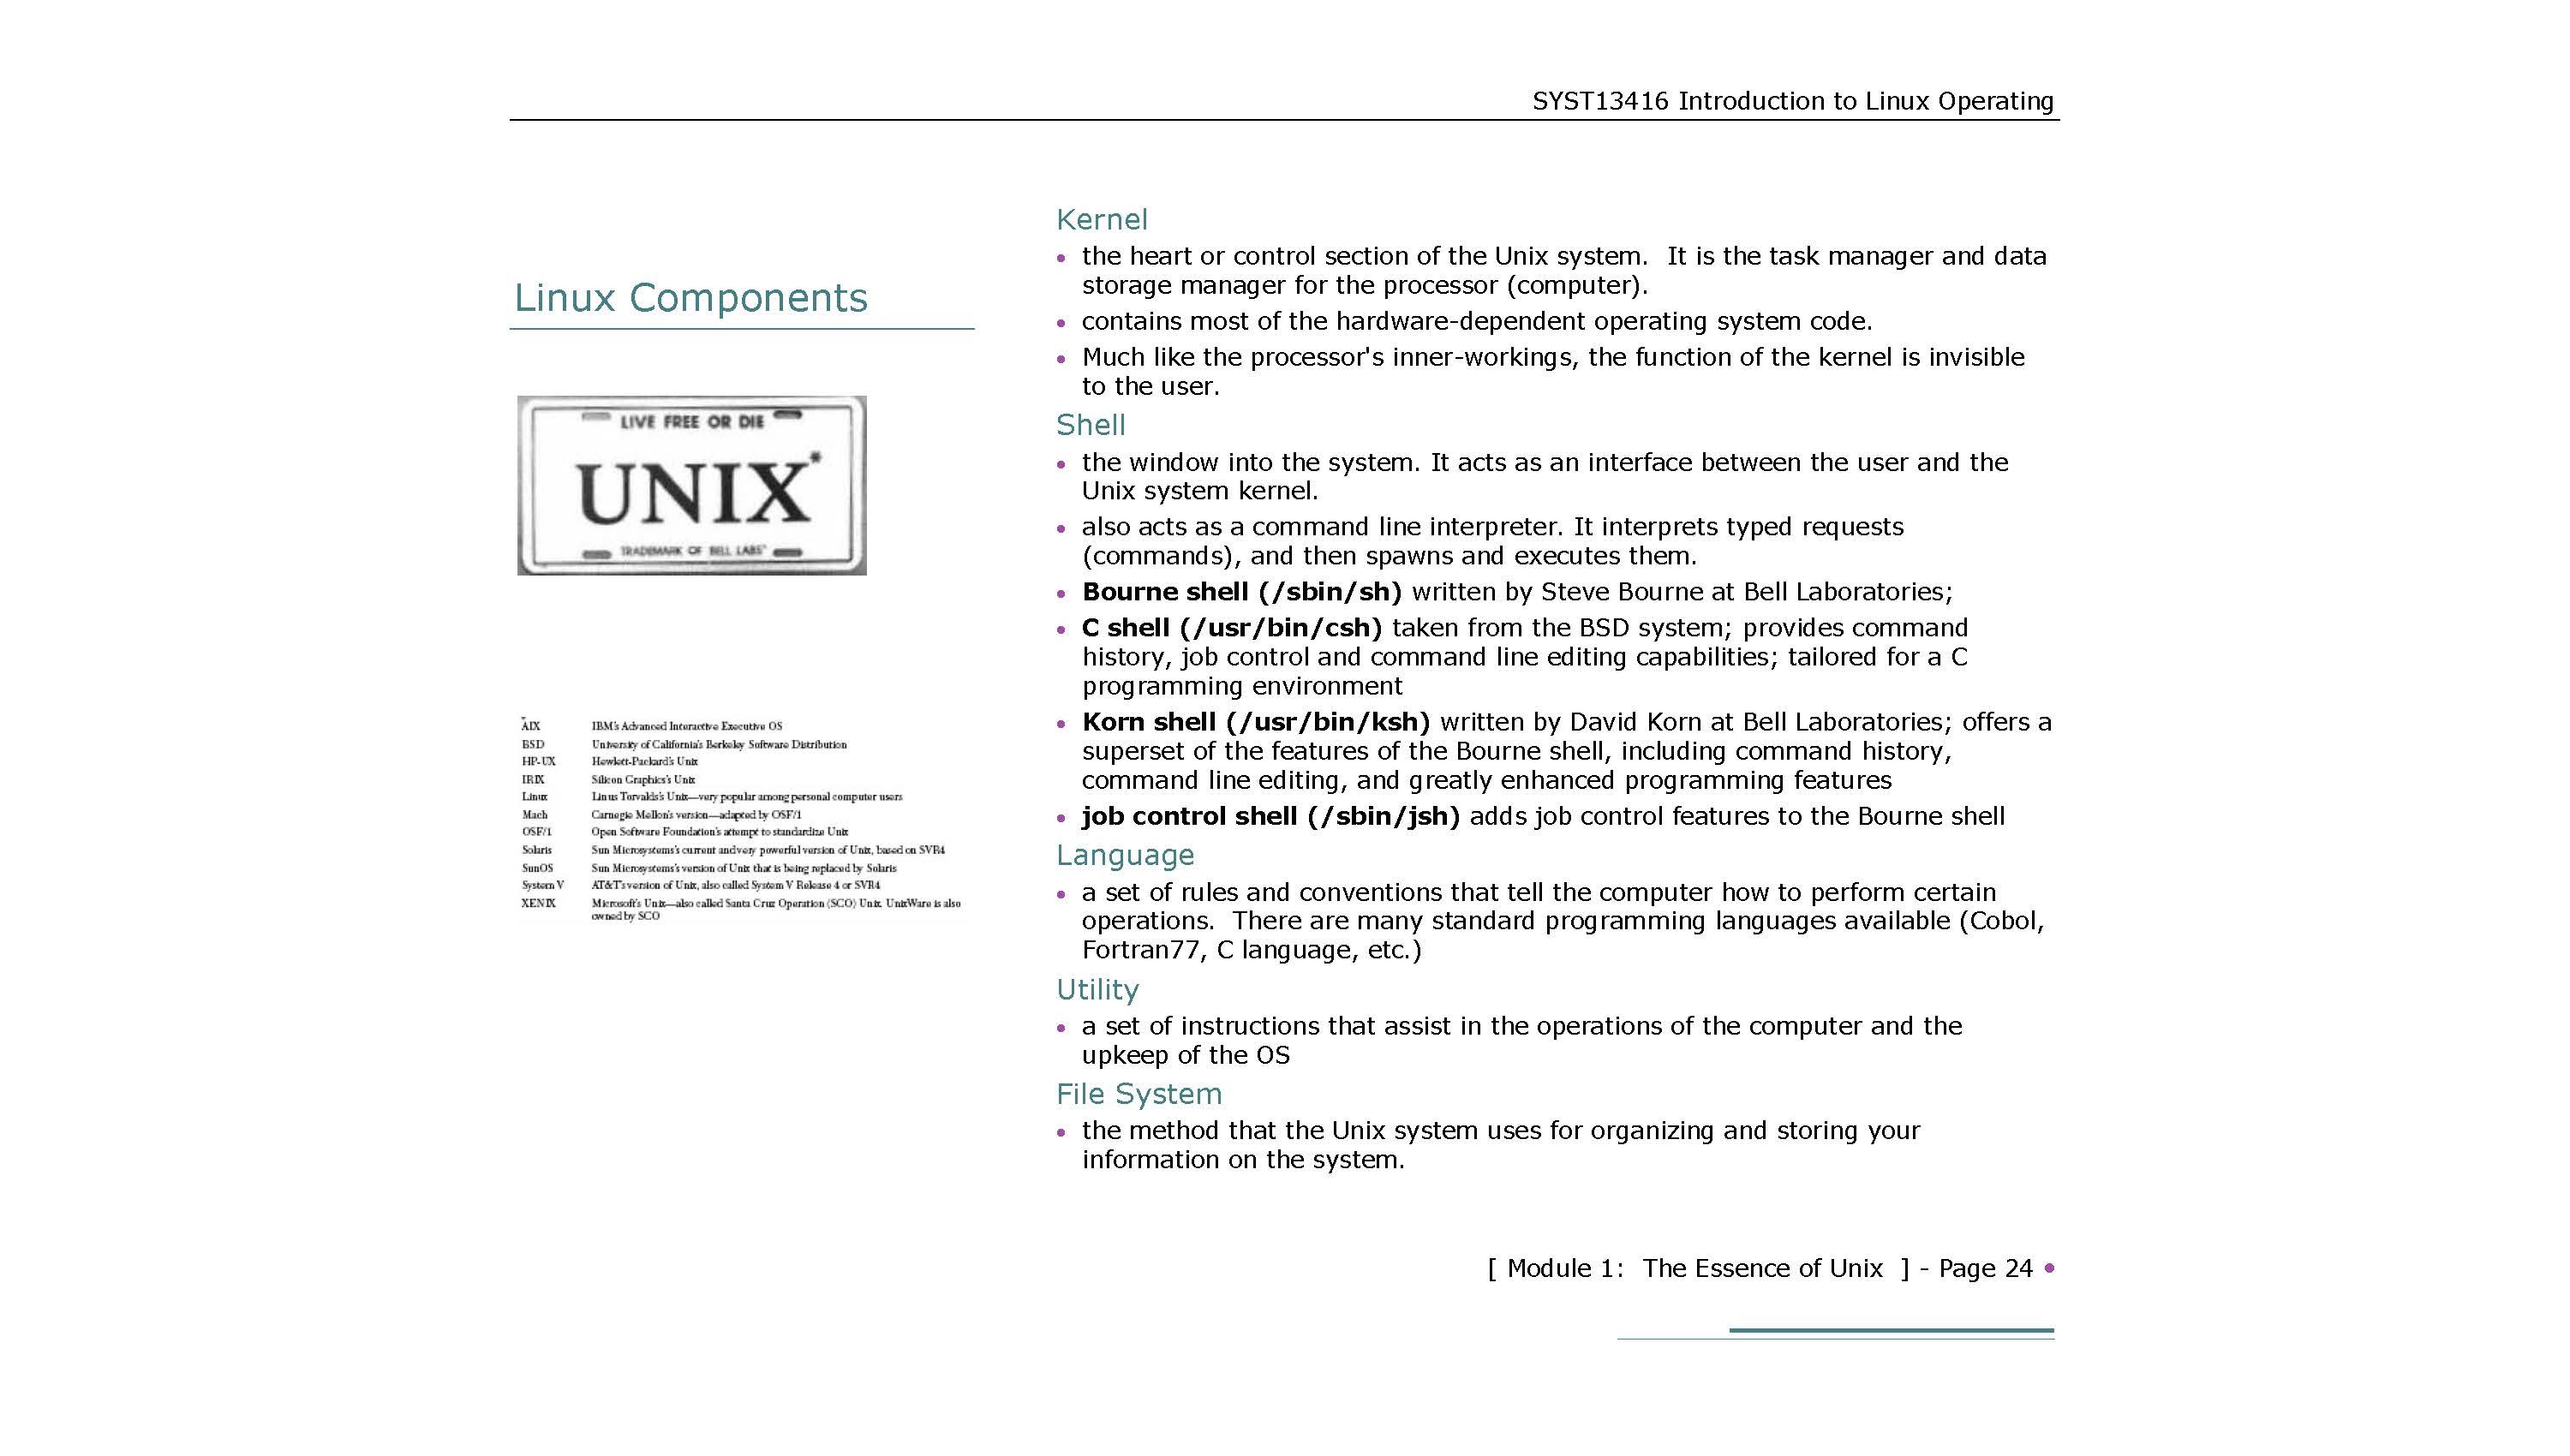 SYST13416 Introduction to Linux Operating
Linux Components
LIVE FREE OR DIE
UNIX*
TRADEMARK OF BELL LABS
AIX IBM's Advanced Interactive Executive OS
BSD University of California's Berkeley Software Distribution
HP-UX Hewlett-Packard's Unix
IRIX Silicon Graphics's Unix
Linux Linus Torvalds's Unix—very popular among personal computer users
Mach Carnegie Mellon's version—adapted by OSF/1
OSF/1 Open Software Foundation's attempt to standardize Unix
Solaris Sun Microsystems's current and very powerful version of Unix, based on SVR4
SunOS Sun Microsystems's version of Unix that is being replaced by Solaris
System V AT&T's version of Unix, also called System V Release 4 or SVR4
XENIX Microsoft's Unix—also called Santa Cruz Operation (SCO) Unix. UnixWare is also
owned by SCO
Kernel
• the heart or control section of the Unix system.  It is the task manager and data
storage manager for the processor (computer).
• contains most of the hardware-dependent operating system code.
• Much like the processor's inner-workings, the function of the kernel is invisible
to the user.
Shell
• the window into the system. It acts as an interface between the user and the
Unix system kernel.
• also acts as a command line interpreter. It interprets typed requests
(commands), and then spawns and executes them.
• Bourne shell (/sbin/sh) written by Steve Bourne at Bell Laboratories;
• C shell (/usr/bin/csh) taken from the BSD system; provides command
history, job control and command line editing capabilities; tailored for a C
programming environment
• Korn shell (/usr/bin/ksh) written by David Korn at Bell Laboratories; offers a
superset of the features of the Bourne shell, including command history,
command line editing, and greatly enhanced programming features
• job control shell (/sbin/jsh) adds job control features to the Bourne shell
Language
• a set of rules and conventions that tell the computer how to perform certain
operations.  There are many standard programming languages available (Cobol,
Fortran77, C language, etc.)
Utility
• a set of instructions that assist in the operations of the computer and the
upkeep of the OS
File System
• the method that the Unix system uses for organizing and storing your
information on the system.
[ Module 1:  The Essence of Unix  ] - Page 24 •